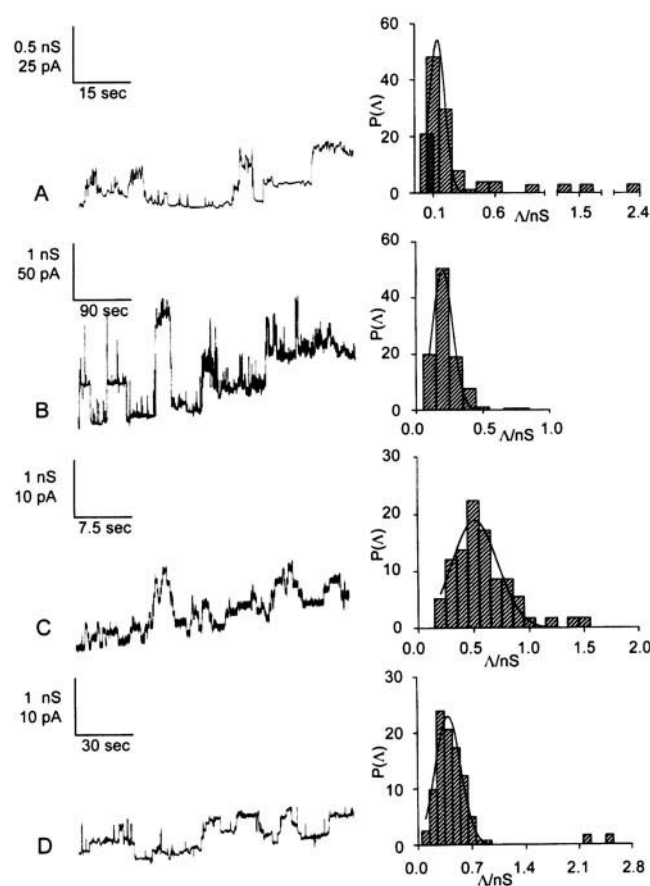 0.5 nS
25 pA
15 sec
A
P(Λ)
60
40
20
0
0.1
0.6
1.5
2.4
Λ/nS
1 nS
50 pA
90 sec
B
P(Λ)
60
40
20
0
0.0
0.5
1.0
Λ/nS
1 nS
10 pA
7.5 sec
C
P(Λ)
30
20
10
0
0.0
0.5
1.0
1.5
2.0
Λ/nS
1 nS
10 pA
30 sec
D
P(Λ)
30
20
10
0
0.0
0.7
1.4
2.1
2.8
Λ/nS